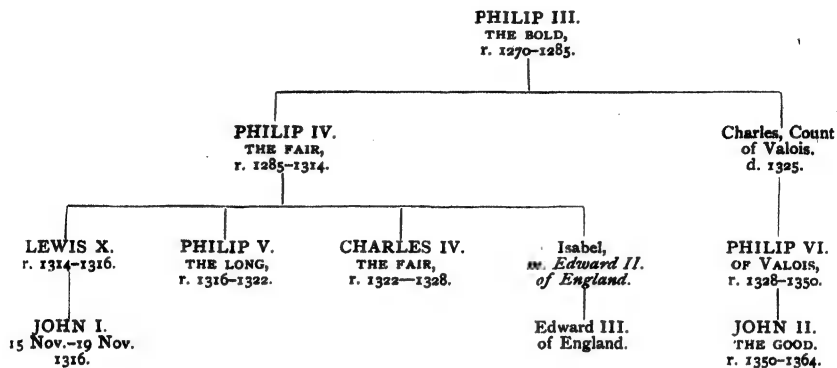 PHILIP III.
THE BOLD,
r. 1270–1285.
PHILIP IV.
THE FAIR,
r. 1285–1314.
Charles, Count
of Valois.
d. 1325.
LEWIS X.
r. 1314–1316.
PHILIP V.
THE LONG,
r. 1316–1322.
CHARLES IV.
THE FAIR,
r. 1322—1328.
Isabel,
m. Edward II.
of England.
PHILIP VI.
OF VALOIS,
r. 1328–1350.
JOHN I.
15 Nov.–19 Nov.
1316.
Edward III.
of England.
JOHN II.
THE GOOD.
r. 1350–1364.